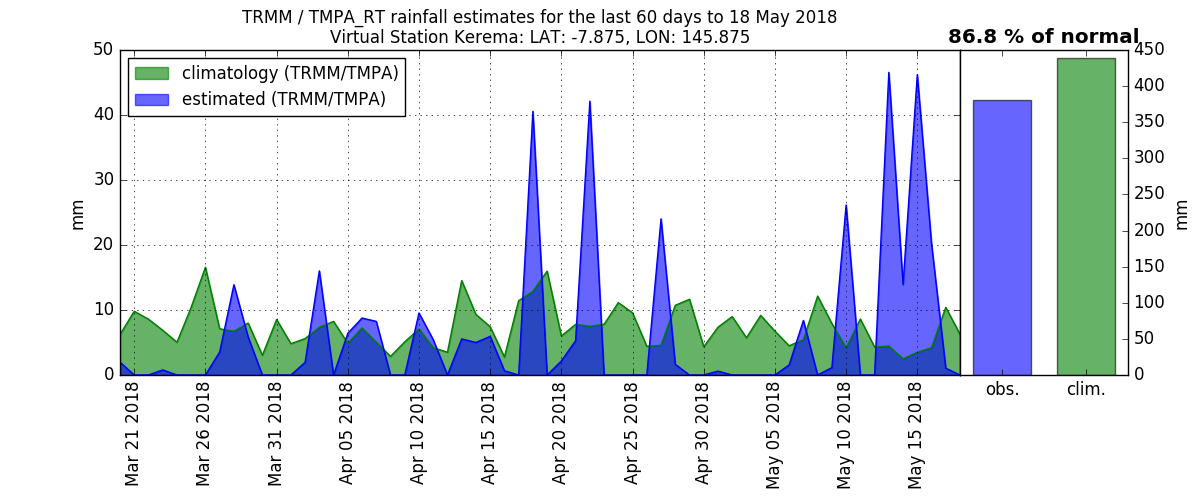 TRMM / TMPA_RT rainfall estimates for the last 60 days to 18 May 2018
Virtual Station Kerema: LAT: -7.875, LON: 145.875
86.8 % of normal
climatology (TRMM/TMPA)
estimated (TRMM/TMPA)
50
40
30
20
10
0
mm
450
400
350
300
250
200
150
100
50
0
mm
Mar 21 2018
Mar 26 2018
Mar 31 2018
Apr 05 2018
Apr 10 2018
Apr 15 2018
Apr 20 2018
Apr 25 2018
Apr 30 2018
May 05 2018
May 10 2018
May 15 2018
obs.
clim.